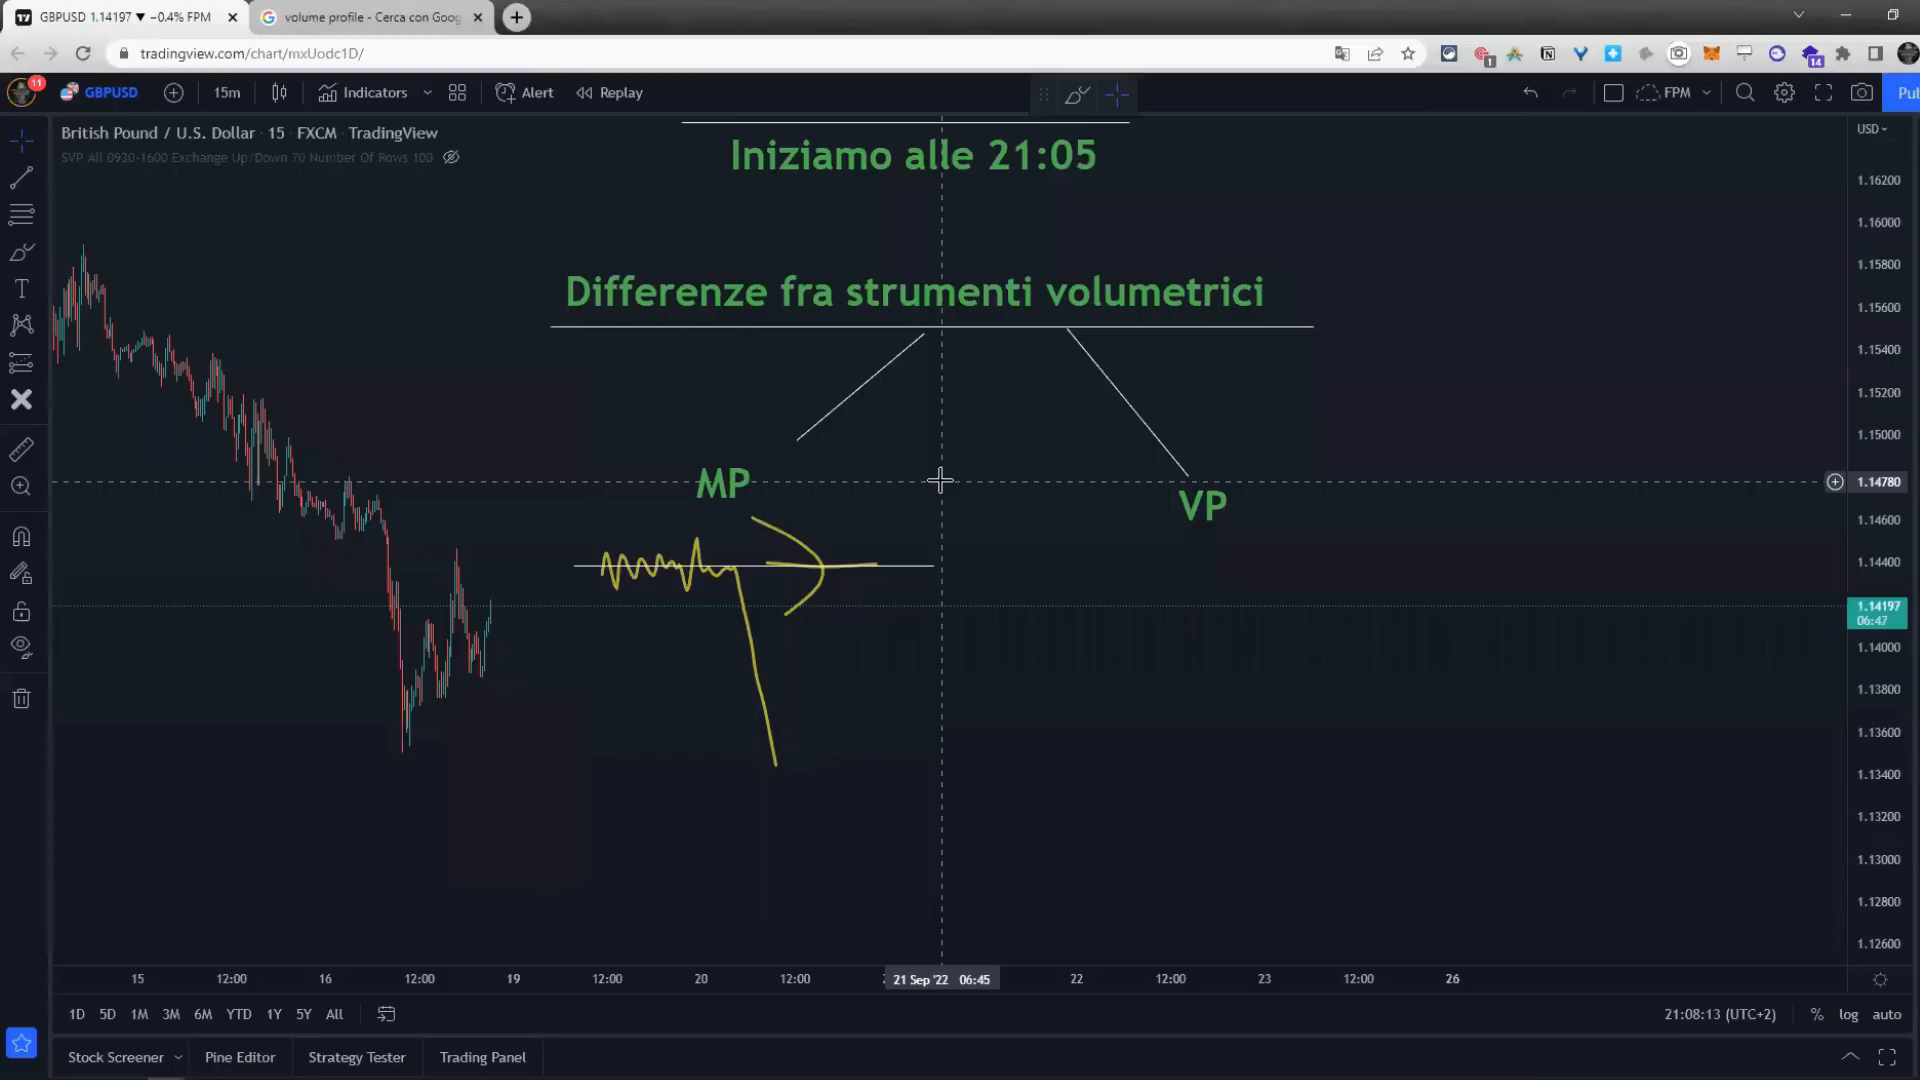 GBPUSD 1.14197 ▼ −0.4% FPM
volume profile - Cerca con Goog
tradingview.com/chart/mxUodc1D/
1
14
11
GBPUSD
15m
Indicators
Alert
Replay
FPM
Pub
British Pound / U.S. Dollar · 15 · FXCM · TradingView
USD
SVP All 0930-1600 Exchange Up/Down 70 Number Of Rows 100
Iniziamo alle 21:05
Differenze fra strumenti volumetrici
MP
VP
1.16200
1.16000
1.15800
1.15600
1.15400
1.15200
1.15000
1.14780
1.14600
1.14400
1.14197
06:47
1.14000
1.13800
1.13600
1.13400
1.13200
1.13000
1.12800
1.12600
15
12:00
16
12:00
19
12:00
20
12:00
21 Sep '22 06:45
22
12:00
23
12:00
26
1D 5D 1M 3M 6M YTD 1Y 5Y All
21:08:13 (UTC+2) % log auto
Stock Screener Pine Editor Strategy Tester Trading Panel